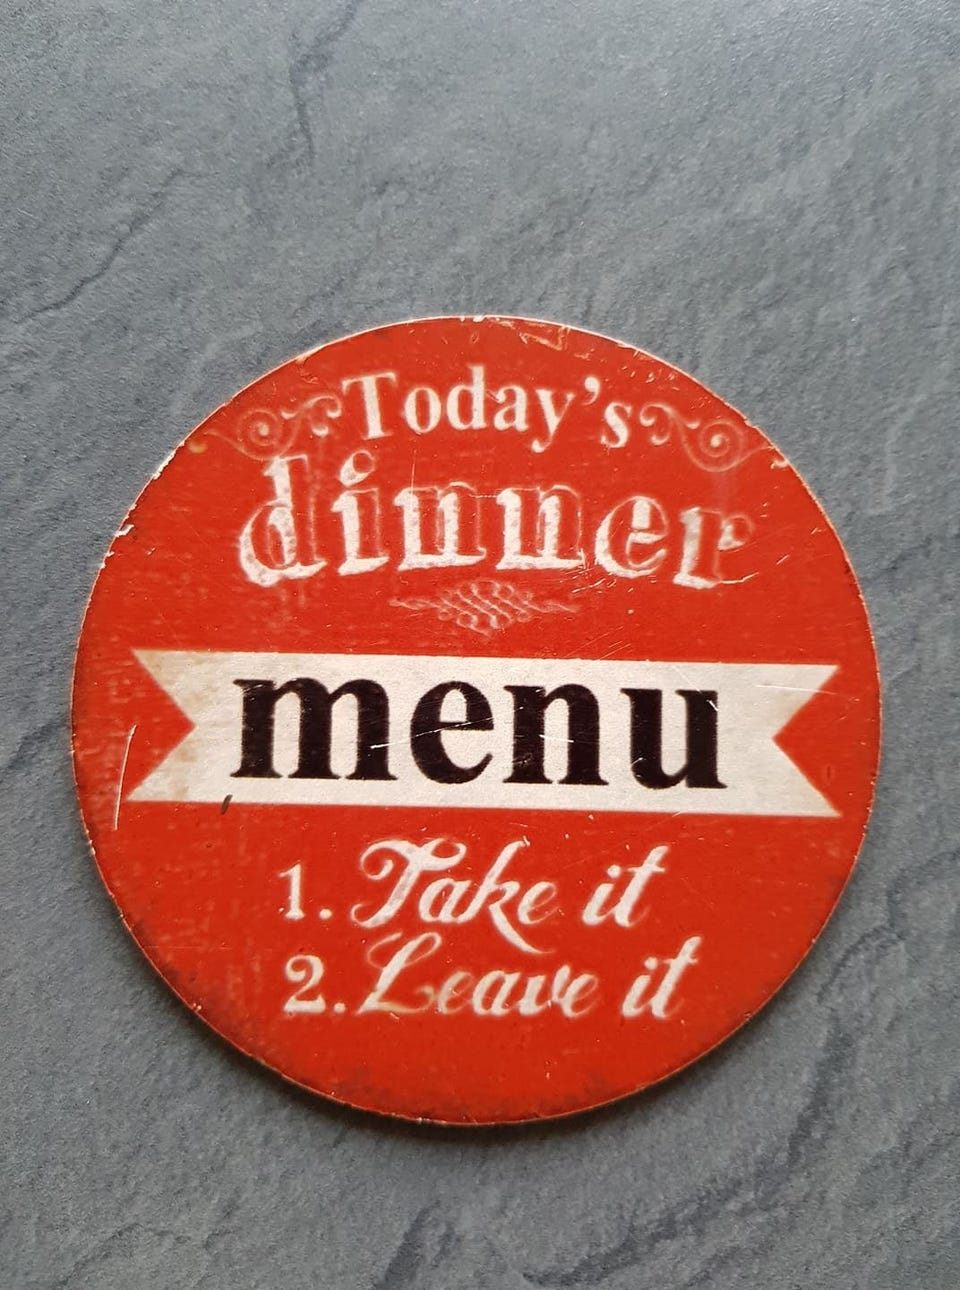 Today's
dinner
menu
1. Take it
2. Leave it